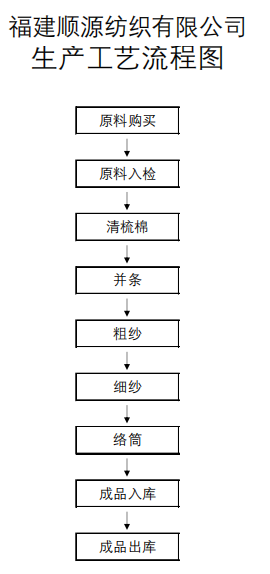 福建顺源纺织有限公司
生产工艺流程图
原料购买
原料入检
清梳棉
并条
粗纱
细纱
络筒
成品入库
成品出库